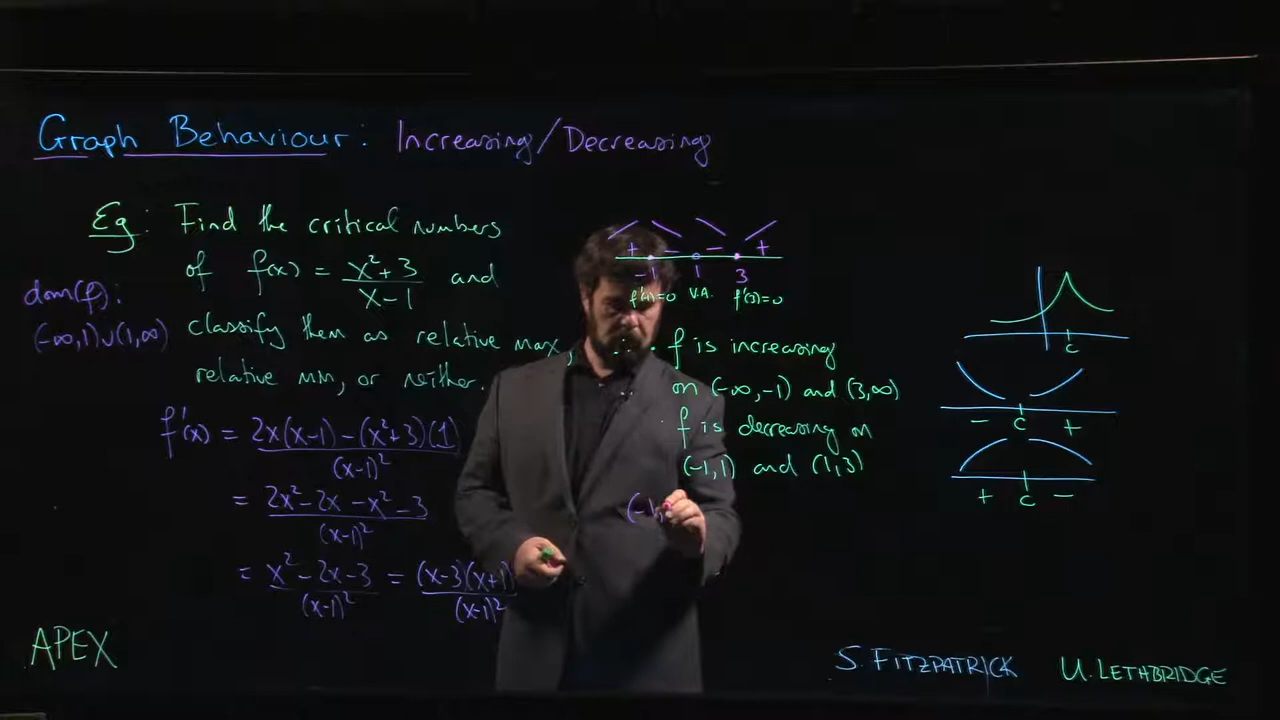 Graph Behaviour: Increasing/Decreasing
Eg: Find the critical numbers
of f(x) = (x²+3)/(x-1) and
classify them as relative max,
relative min, or neither.
dom(f):
(-∞,1)∪(1,∞)
f'(x) = (2x(x-1)-(x²+3)(1))/(x-1)²
= (2x²-2x-x²-3)/(x-1)²
= (x²-2x-3)/(x-1)² = ((x-3)(x+1))/(x-1)²
+ - - +
-1 1 3
f'(-1)=0 V.A. f'(3)=0
∴ f is increasing
on (-∞,-1) and (3,∞)
f is decreasing on
(-1,1) and (1,3)
(-1,
c
- c +
+ c -
APEX
S. FITZPATRICK U. LETHBRIDGE